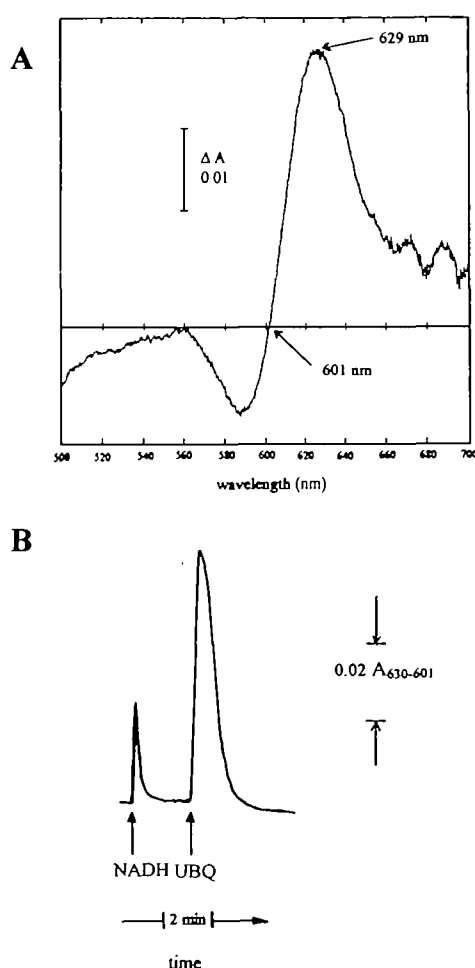 A
629 nm
Δ A
0 01
601 nm
500 520 540 560 580 600 620 640 660 680 700
wavelength (nm)
B
0.02 A630-601
NADH UBQ
2 min
time